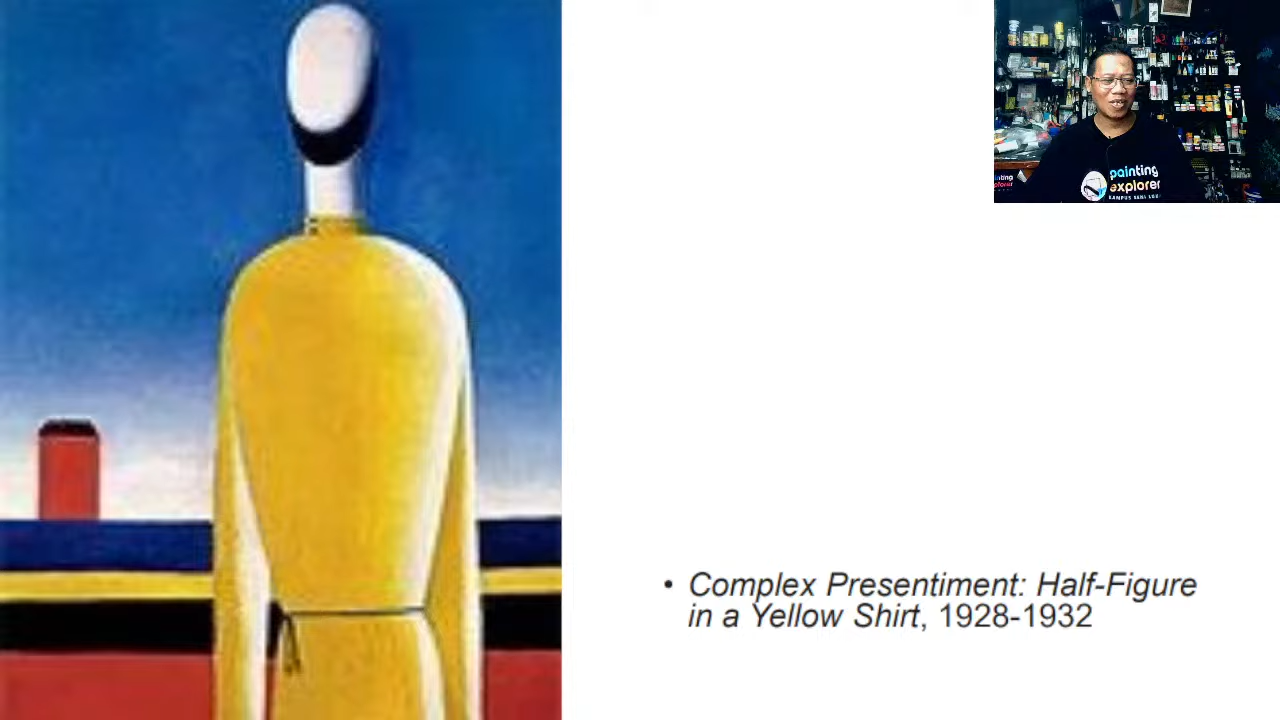 painting
explorer
• Complex Presentiment: Half-Figure
in a Yellow Shirt, 1928-1932